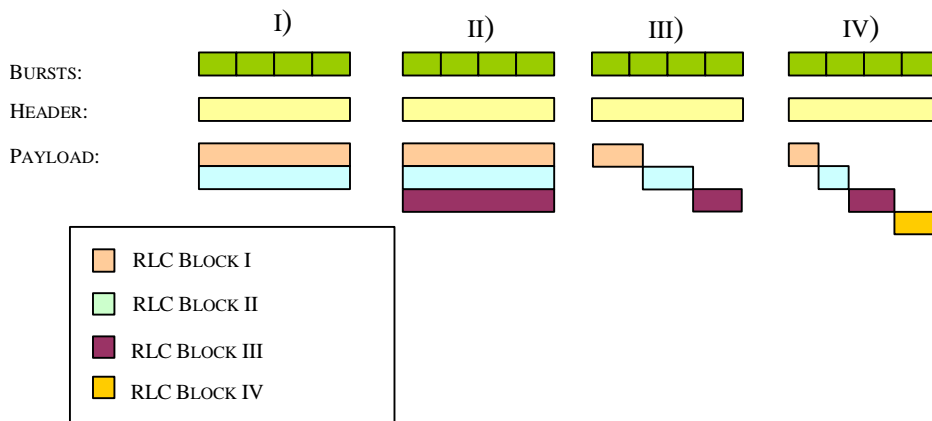 I) II) III) IV)
BURSTS:
HEADER:
PAYLOAD:
RLC BLOCK I
RLC BLOCK II
RLC BLOCK III
RLC BLOCK IV